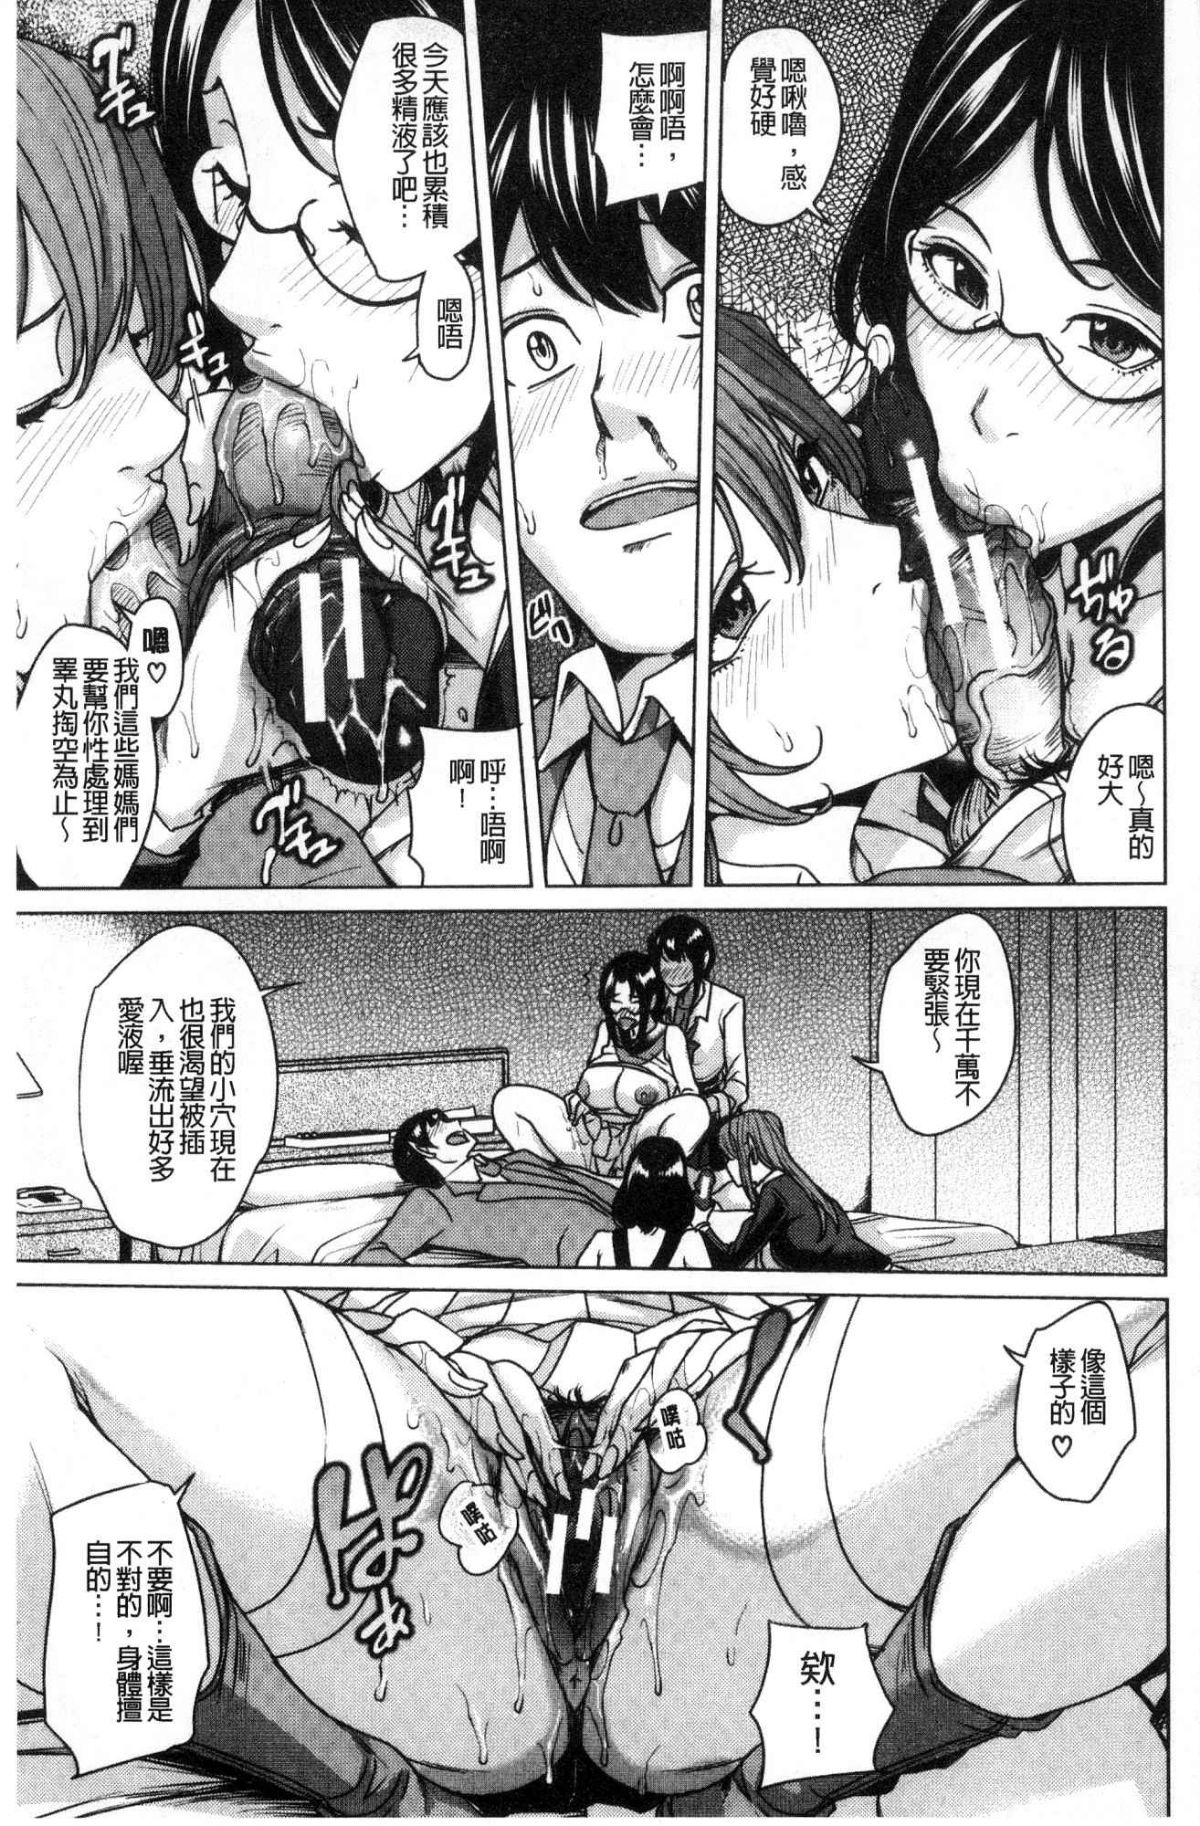 嗯啾嚕，感
覺好硬
嗯～真的
好大
ぢゅ
る
啊啊唔，
怎麼會…
今天應該也累積
很多精液了吧…
嗯唔
グ
チュ
呼…唔啊
啊！
嗯♡
我們這些媽媽們
要幫你性處理到
睪丸掏空為止～
你現在千萬不
要緊張～
我們的小穴現在
也很渴望被插
入，垂流出好多
愛液喔
像這個
樣子的♡
噗咕
噗咕
欸…！
不要啊…這樣是
不對的，身體擅
自的…！